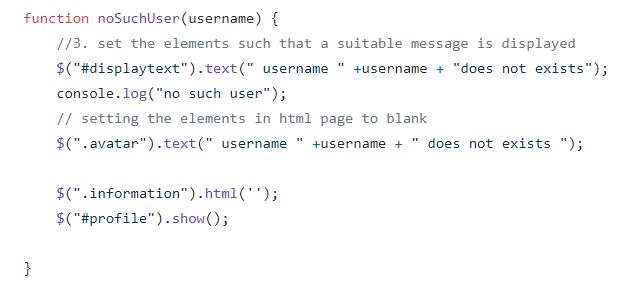 function noSuchUser(username) {
//3. set the elements such that a suitable message is displayed
$("#displaytext").text(" username " +username + "does not exists");
console.log("no such user");
// setting the elements in html page to blank
$(".avatar").text(" username " +username + " does not exists ");
$(".information").html('');
$("#profile").show();
}